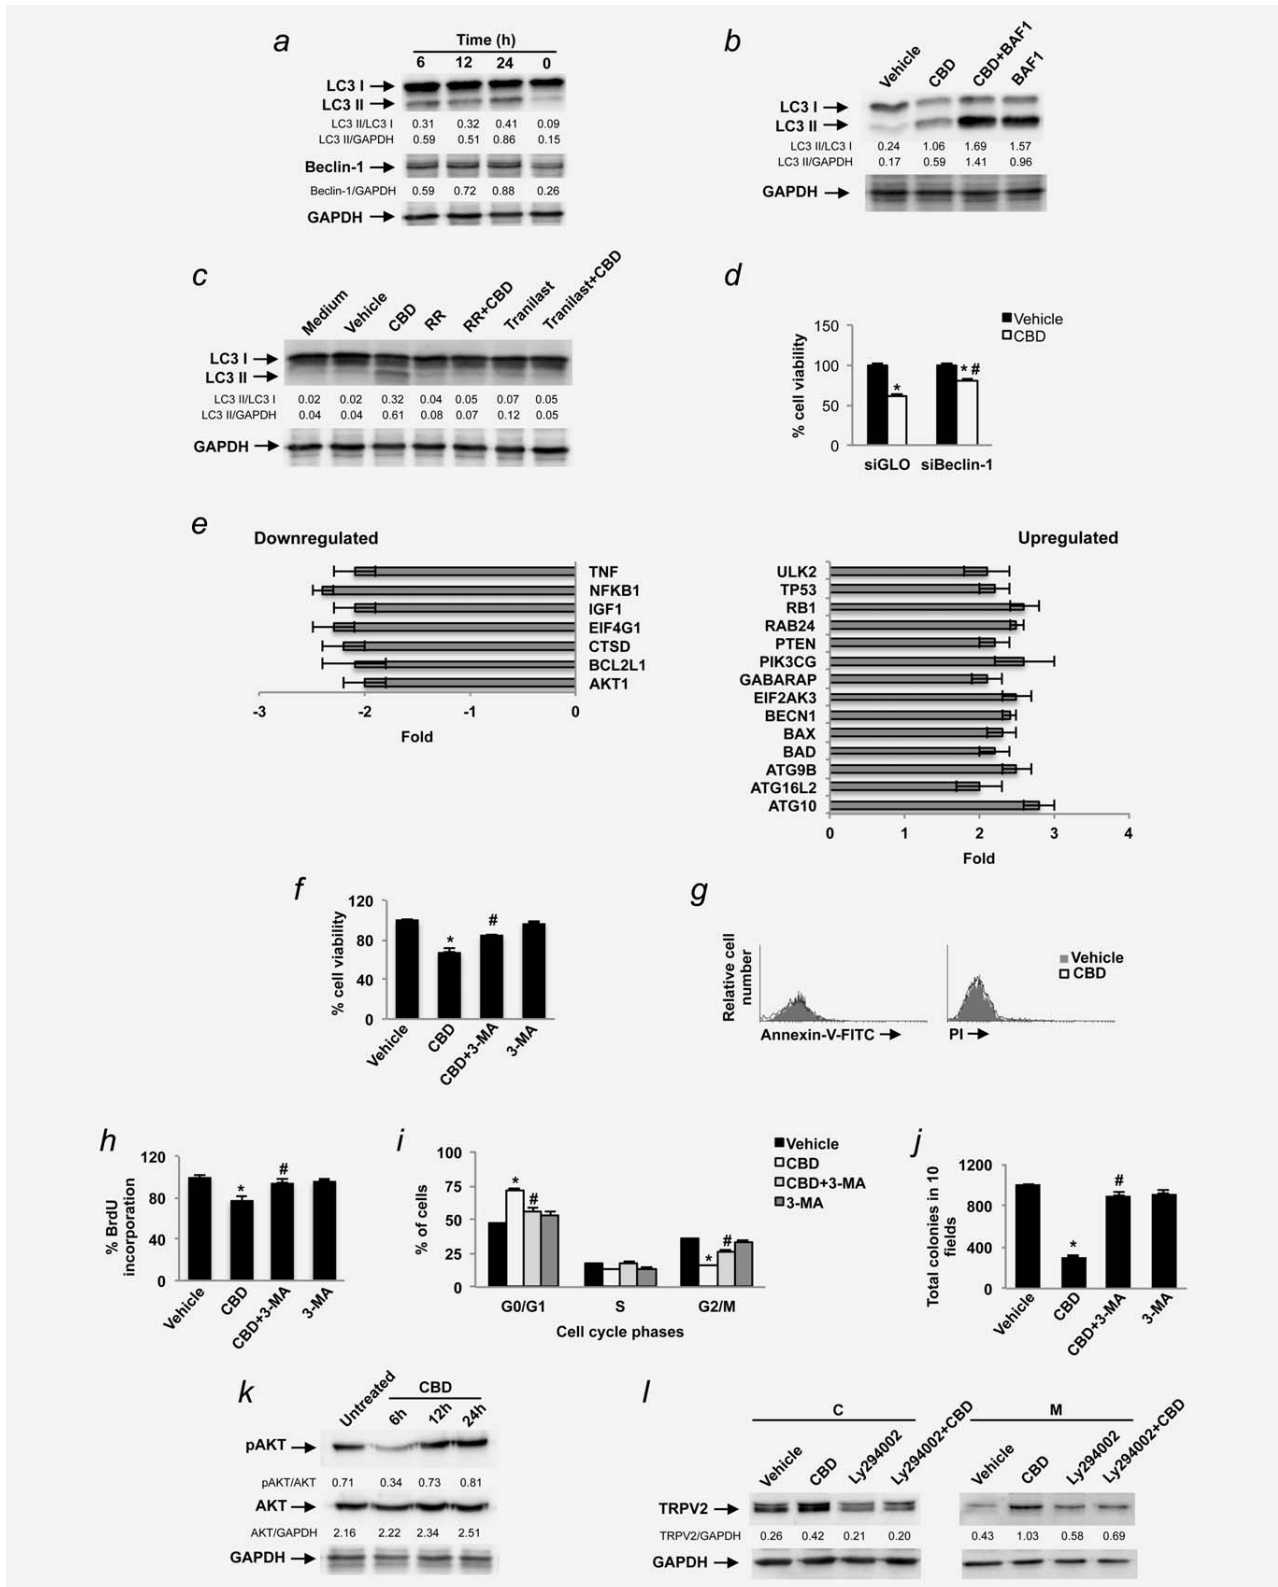 a
Time (h)
6 12 24 0
LC3 I
LC3 II
LC3 II/LC3 I 0.31 0.32 0.41 0.09
LC3 II/GAPDH 0.59 0.51 0.86 0.15
Beclin-1
Beclin-1/GAPDH 0.59 0.72 0.88 0.26
GAPDH
b
Vehicle CBD CBD+BAF1 BAF1
LC3 I
LC3 II
LC3 II/LC3 I 0.24 1.06 1.69 1.57
LC3 II/GAPDH 0.17 0.59 1.41 0.96
GAPDH
c
Medium Vehicle CBD RR RR+CBD Tranilast Tranilast+CBD
LC3 I
LC3 II
LC3 II/LC3 I 0.02 0.02 0.32 0.04 0.05 0.07 0.05
LC3 II/GAPDH 0.04 0.04 0.61 0.08 0.07 0.12 0.05
GAPDH
d
Vehicle
CBD
% cell viability
150
100
50
0
* * #
siGLO siBeclin-1
e
Downregulated
TNF
NFKB1
IGF1
EIF4G1
CTSD
BCL2L1
AKT1
-3 -2 -1 0
Fold
Upregulated
ULK2
TP53
RB1
RAB24
PTEN
PIK3CG
GABARAP
EIF2AK3
BECN1
BAX
BAD
ATG9B
ATG16L2
ATG10
0 1 2 3 4
Fold
f
% cell viability
120
80
40
0
* #
Vehicle CBD CBD+3-MA 3-MA
g
Relative cell
number
Vehicle
CBD
Annexin-V-FITC PI
h
% BrdU
incorporation
120
80
40
0
* #
Vehicle CBD CBD+3-MA 3-MA
i
Vehicle
CBD
CBD+3-MA
3-MA
% of cells
100
75
50
25
0
* # * #
G0/G1 S G2/M
Cell cycle phases
j
Total colonies in 10
fields
1200
800
400
0
* #
Vehicle CBD CBD+3-MA 3-MA
k
CBD
Untreated 6h 12h 24h
pAKT
pAKT/AKT 0.71 0.34 0.73 0.81
AKT
AKT/GAPDH 2.16 2.22 2.34 2.51
GAPDH
l
C M
Vehicle CBD Ly294002 Ly294002+CBD Vehicle CBD Ly294002 Ly294002+CBD
TRPV2
TRPV2/GAPDH 0.26 0.42 0.21 0.20 0.43 1.03 0.58 0.69
GAPDH